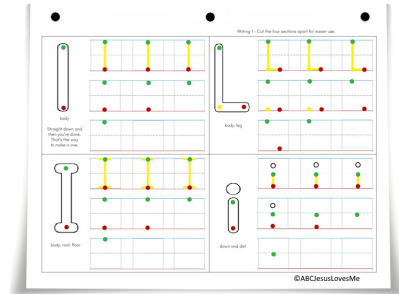 Writing 1 - Cut the four sections apart for easier use.
body
Straight down and
then you're done.
That's the way
to make a one.
body, leg
body, roof, floor
down and dot
©ABCJesusLovesMe